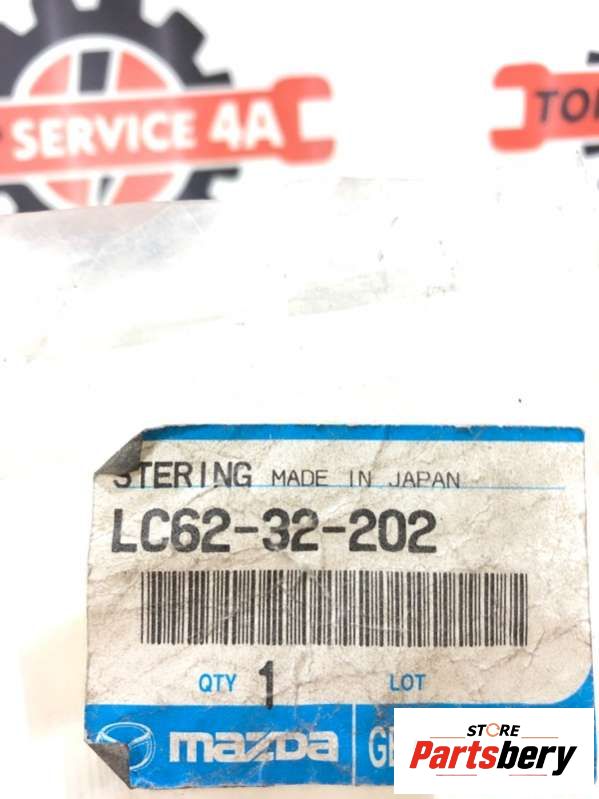 SERVICE 4A
STERING MADE IN JAPAN
LC62-32-202
QTY 1 LOT
mazda
STORE
Partsbery